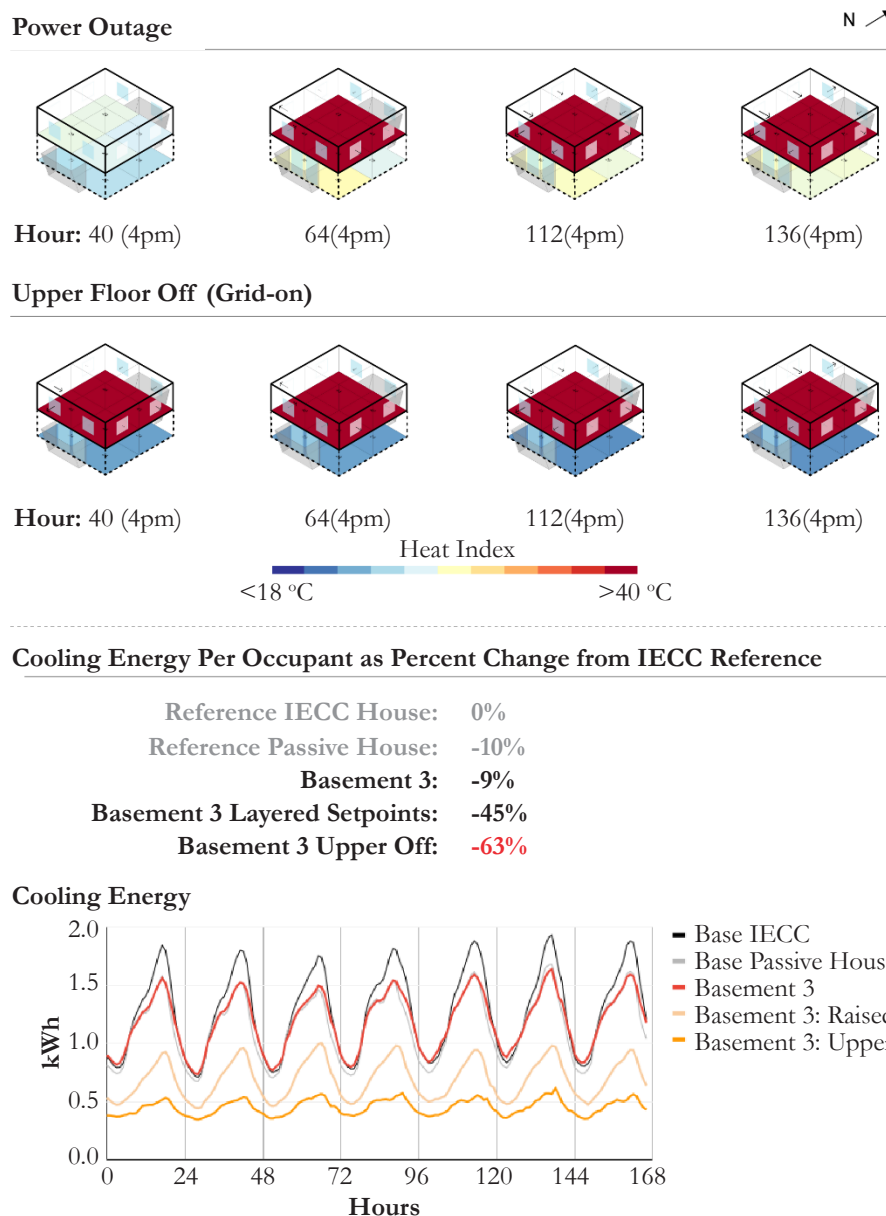 Power Outage
N
Hour: 40 (4pm) 64(4pm) 112(4pm) 136(4pm)
Upper Floor Off (Grid-on)
Hour: 40 (4pm) 64(4pm) 112(4pm) 136(4pm)
Heat Index
<18 °C >40 °C
Cooling Energy Per Occupant as Percent Change from IECC Reference
Reference IECC House: 0%
Reference Passive House: -10%
Basement 3: -9%
Basement 3 Layered Setpoints: -45%
Basement 3 Upper Off: -63%
Cooling Energy
2.0
1.5
1.0
0.5
0.0
kWh
0 24 48 72 96 120 144 168
Hours
Base IECC
Base Passive Hous
Basement 3
Basement 3: Raised
Basement 3: Upper